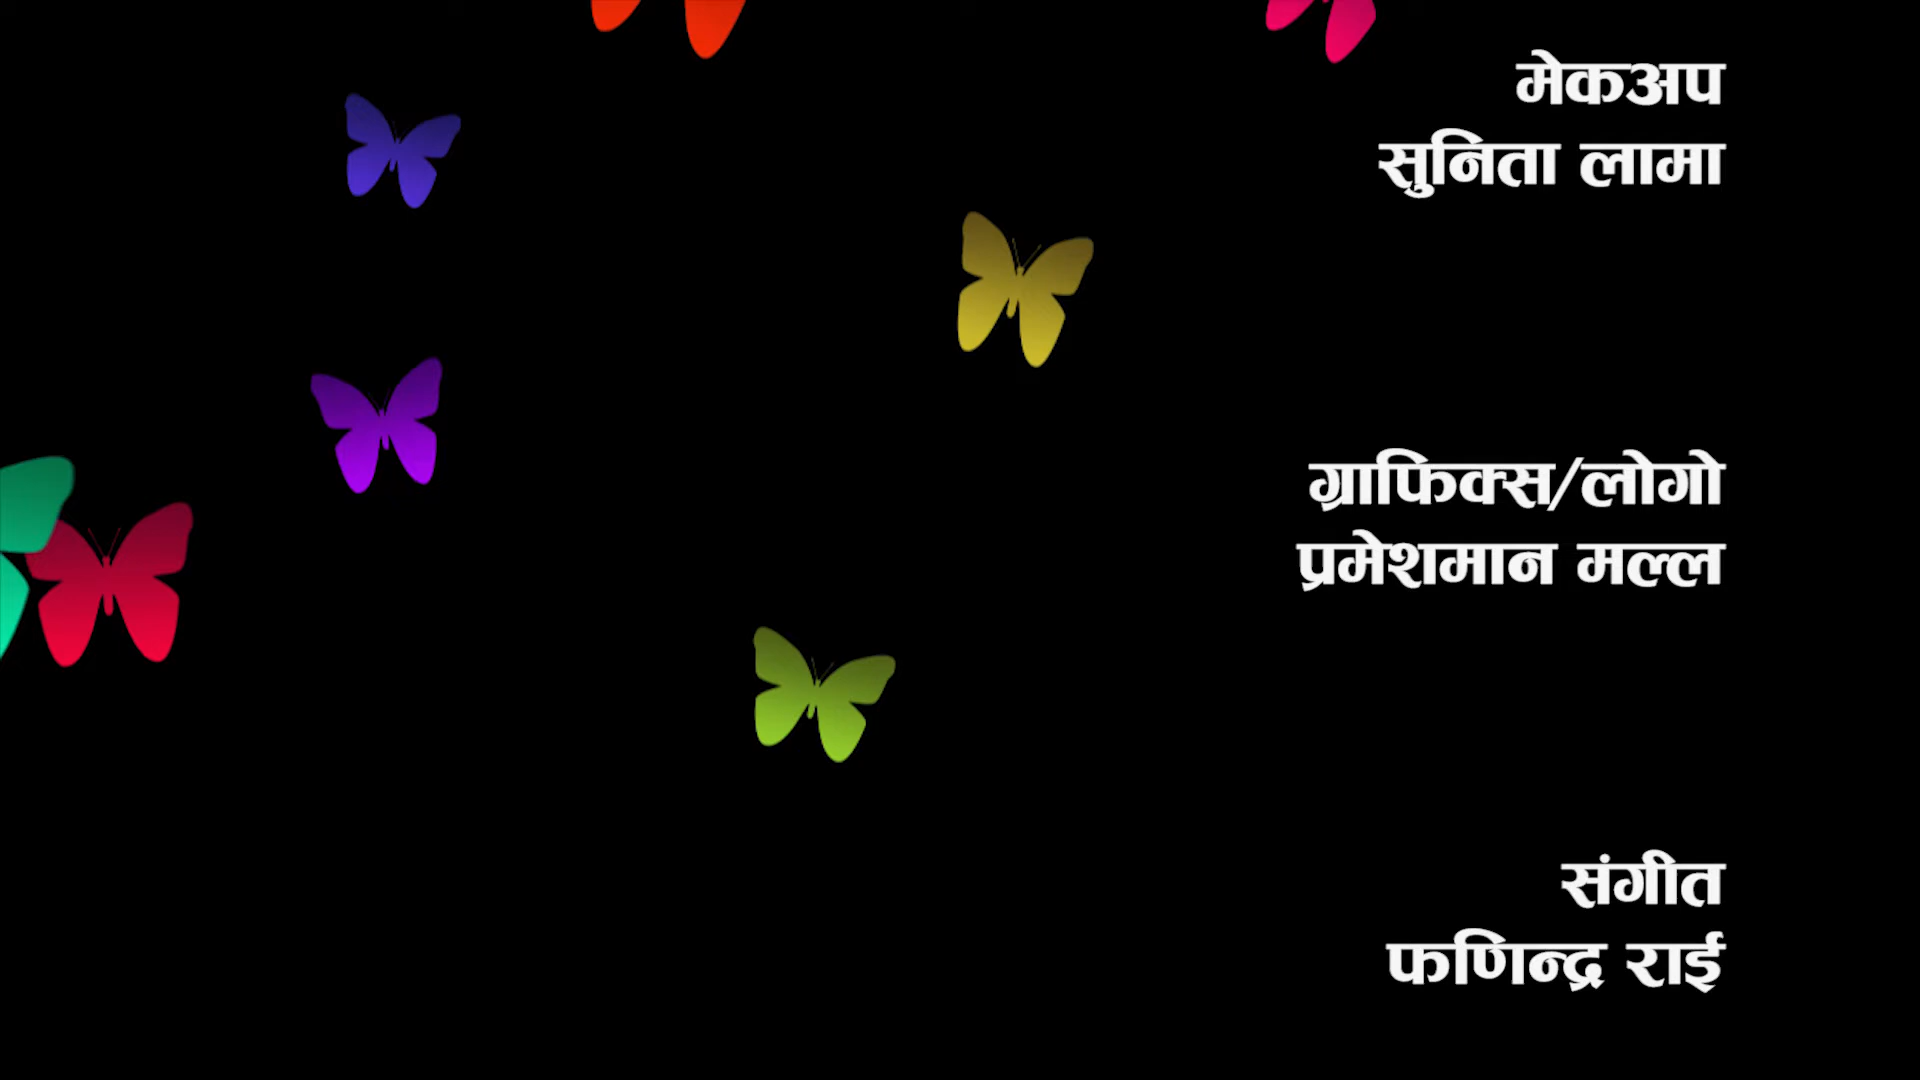 मेकअप
सुनिता लामा
ग्राफिक्स/लोगो
प्रमेशमान मल्ल
संगीत
फणिन्द्र राई